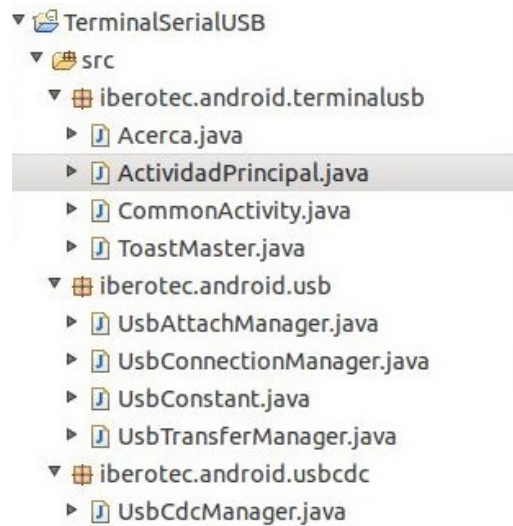 TerminalSerialUSB
src
iberotec.android.terminalusb
Acerca.java
ActividadPrincipal.java
CommonActivity.java
ToastMaster.java
iberotec.android.usb
UsbAttachManager.java
UsbConnectionManager.java
UsbConstant.java
UsbTransferManager.java
iberotec.android.usbcdc
UsbCdcManager.java